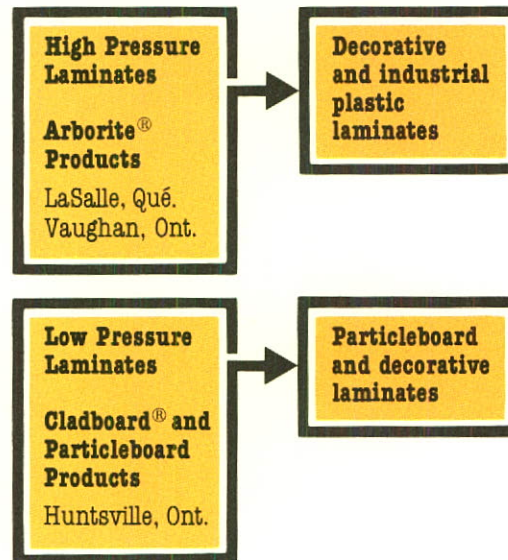 High Pressure
Laminates
Arborite®
Products
LaSalle, Qué.
Vaughan, Ont.
Decorative
and industrial
plastic
laminates
Low Pressure
Laminates
Cladboard® and
Particleboard
Products
Huntsville, Ont.
Particleboard
and decorative
laminates